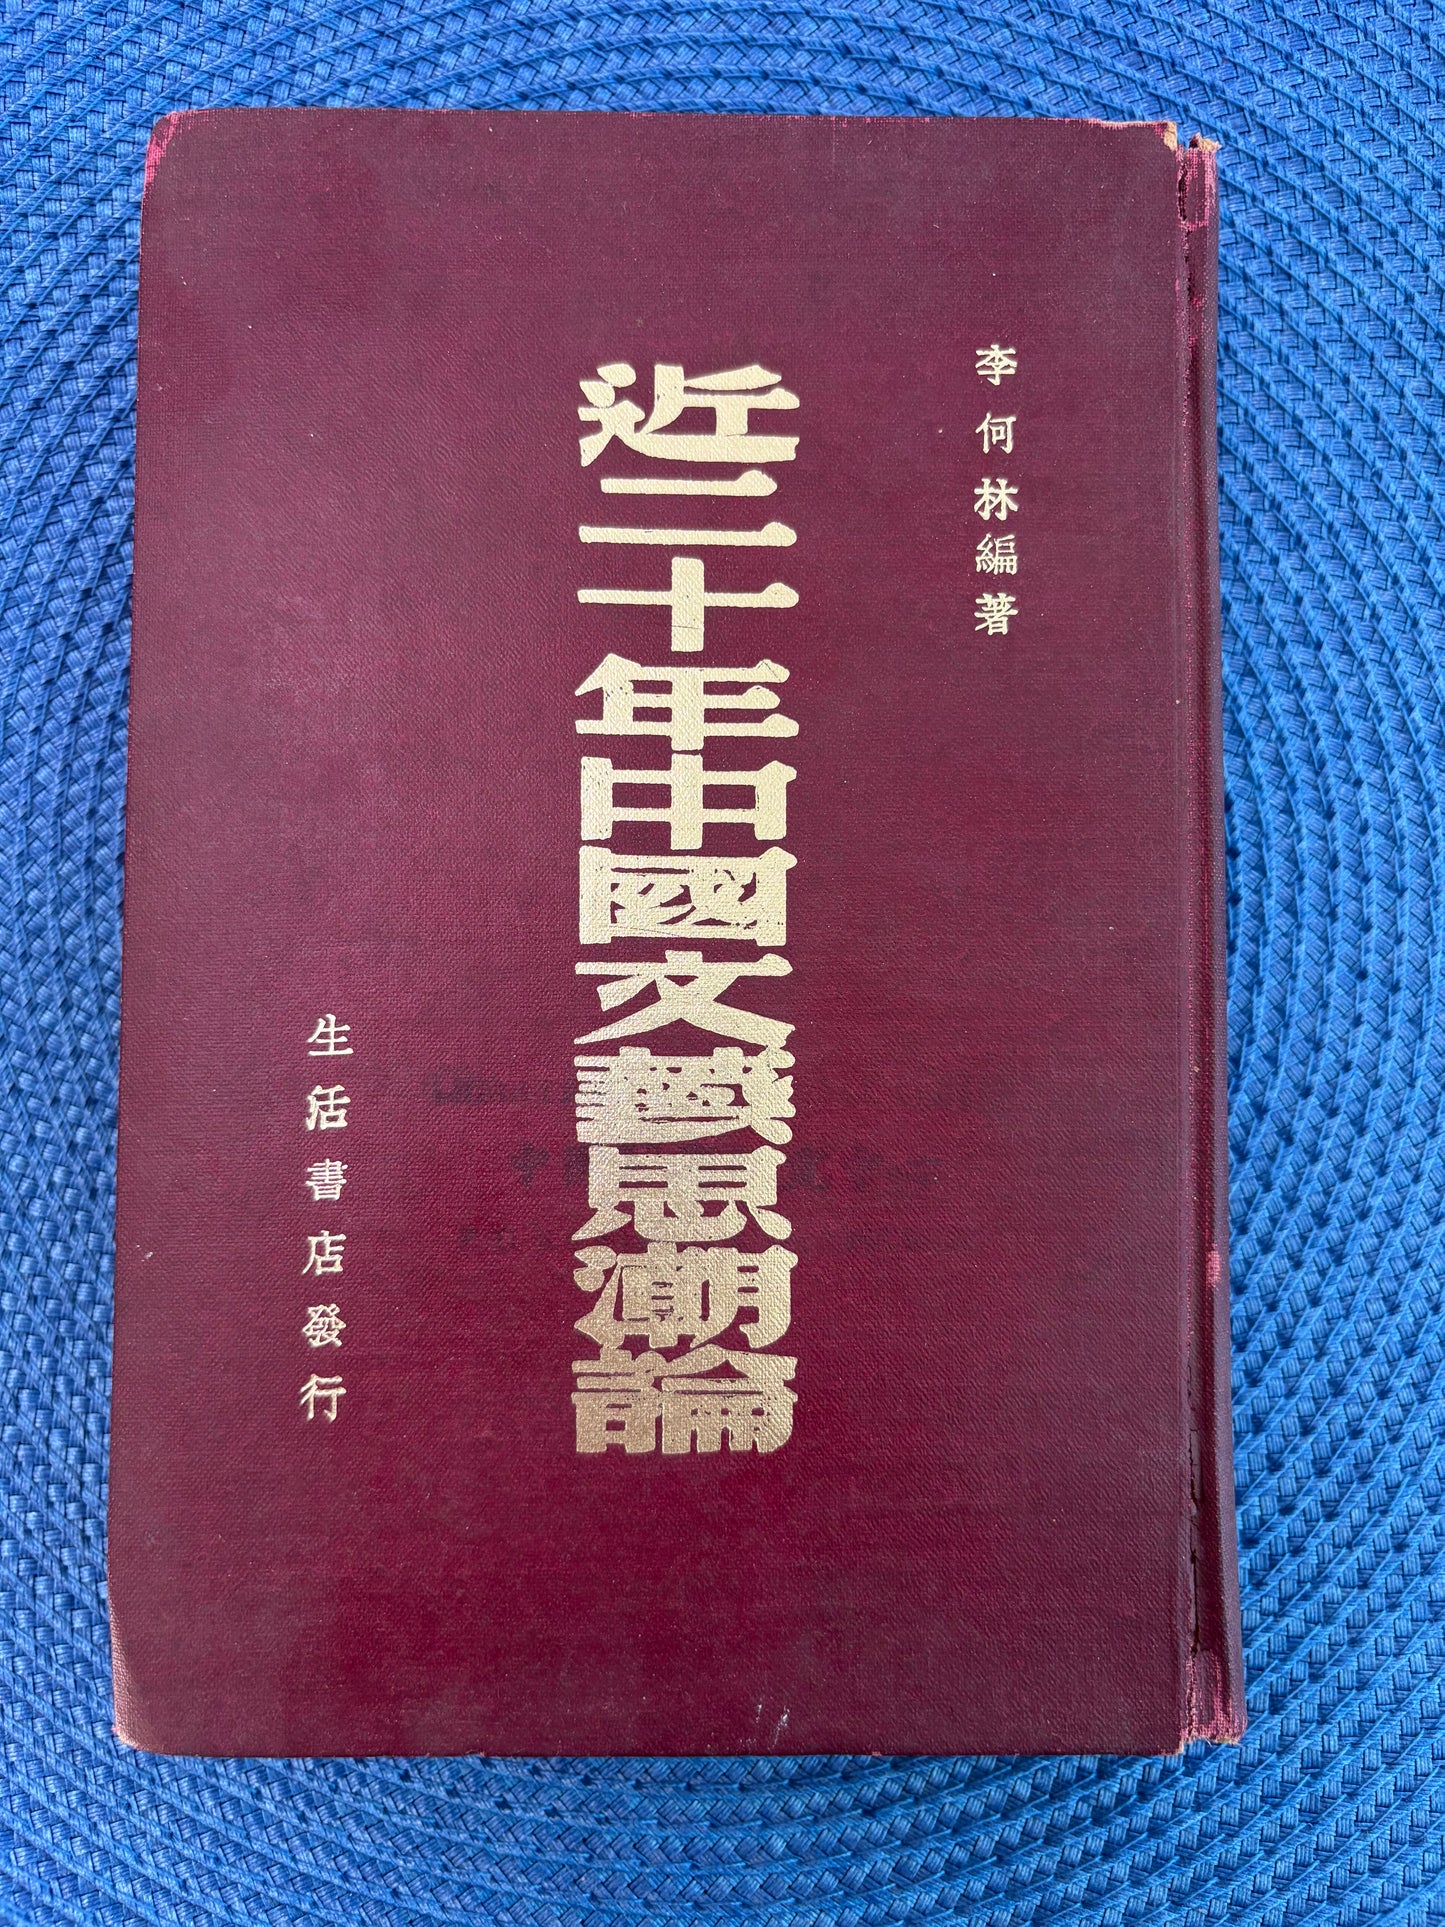 李何林編著
近二十年中國文藝思潮論
生活書店發行